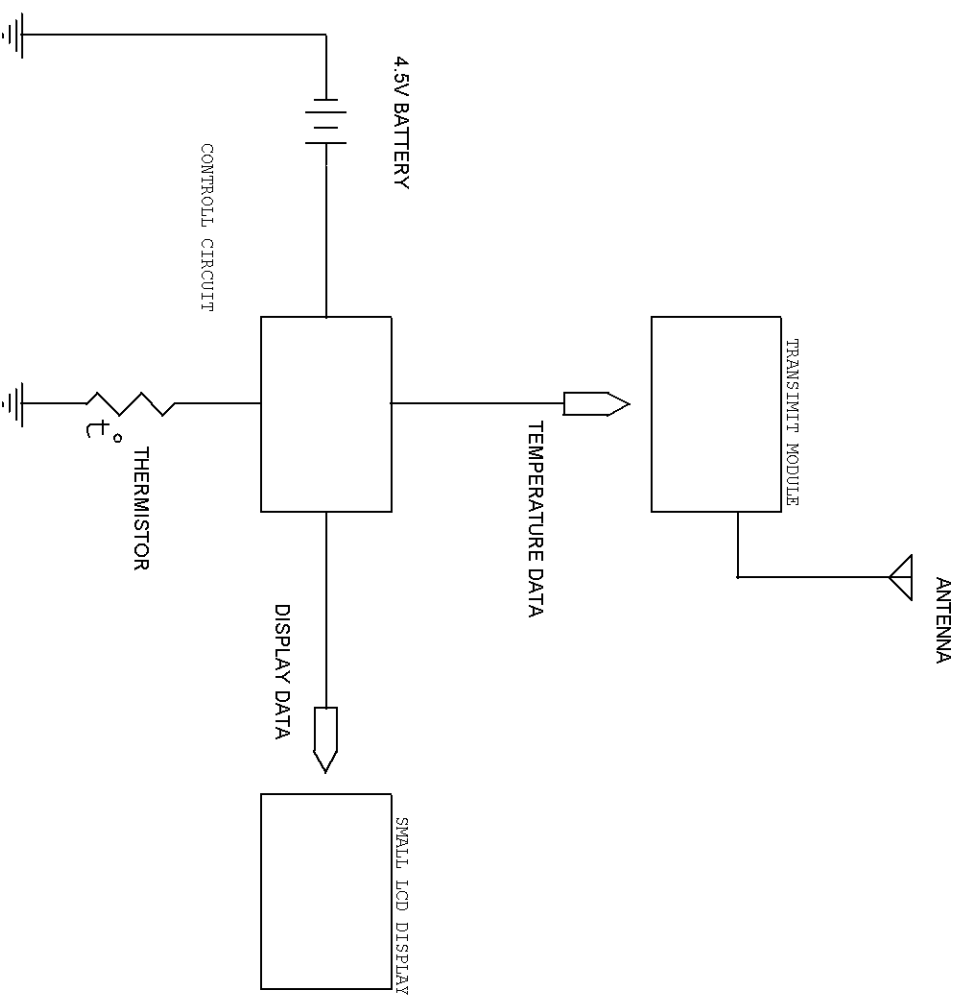 ANTENNA
TRANSIMIT MODULE
TEMPERATURE DATA
4.5V BATTERY
SMALL LCD DISPLAY
DISPLAY DATA
CONTROLL CIRCUIT
THERMISTOR
t°